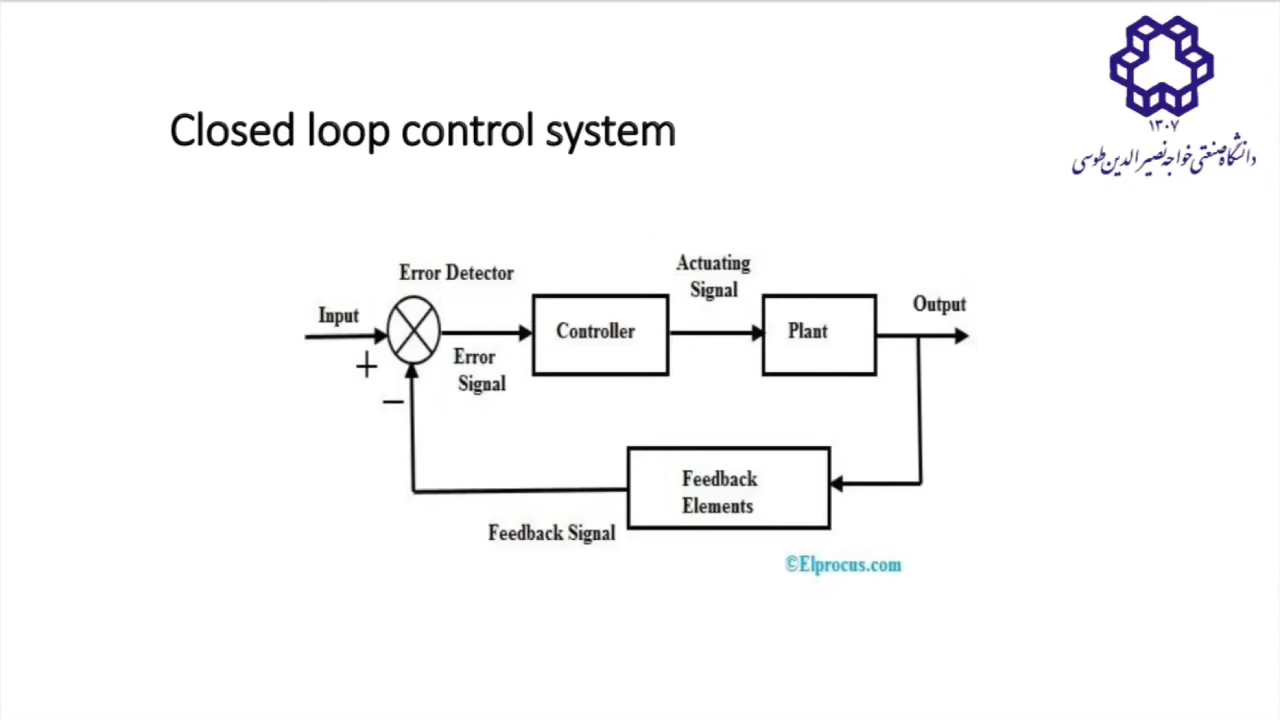 ۱۳۰۷
دانشگاه صنعتی خواجه نصیرالدین طوسی
Closed loop control system
Error Detector
Actuating
Signal
Input
Output
Controller
Plant
+
Error
Signal
−
Feedback
Elements
Feedback Signal
©Elprocus.com